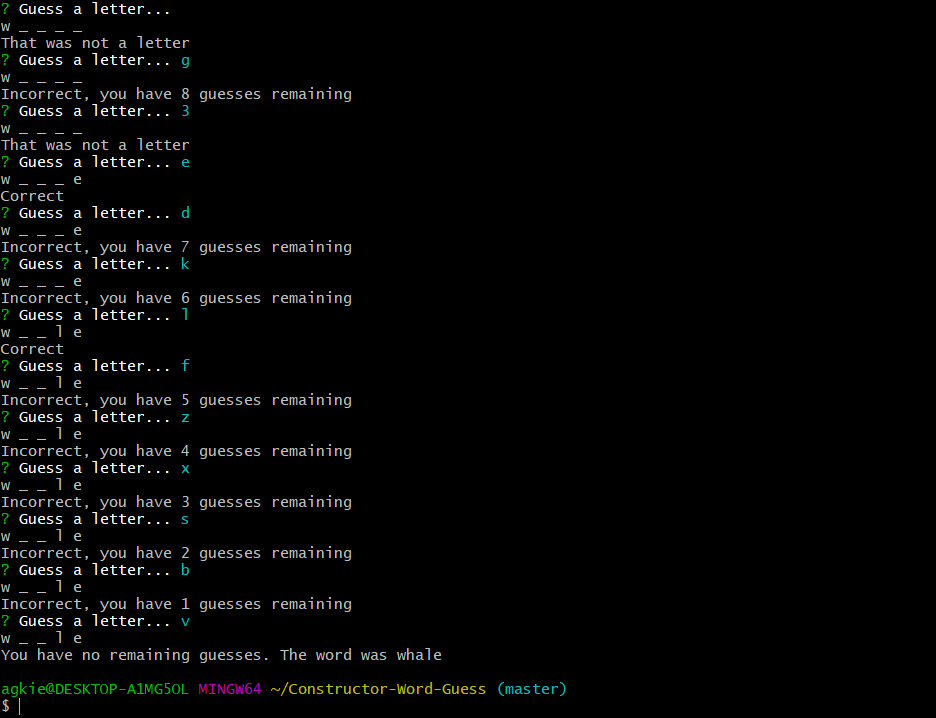 ? Guess a letter...
w _ _ _ _
That was not a letter
? Guess a letter... g
w _ _ _ _
Incorrect, you have 8 guesses remaining
? Guess a letter... 3
w _ _ _ _
That was not a letter
? Guess a letter... e
w _ _ _ e
Correct
? Guess a letter... d
w _ _ _ e
Incorrect, you have 7 guesses remaining
? Guess a letter... k
w _ _ _ e
Incorrect, you have 6 guesses remaining
? Guess a letter... l
w _ _ l e
Correct
? Guess a letter... f
w _ _ l e
Incorrect, you have 5 guesses remaining
? Guess a letter... z
w _ _ l e
Incorrect, you have 4 guesses remaining
? Guess a letter... x
w _ _ l e
Incorrect, you have 3 guesses remaining
? Guess a letter... s
w _ _ l e
Incorrect, you have 2 guesses remaining
? Guess a letter... b
w _ _ l e
Incorrect, you have 1 guesses remaining
? Guess a letter... v
w _ _ l e
You have no remaining guesses. The word was whale
agkie@DESKTOP-A1MG5OL MINGW64 ~/Constructor-Word-Guess (master)
$